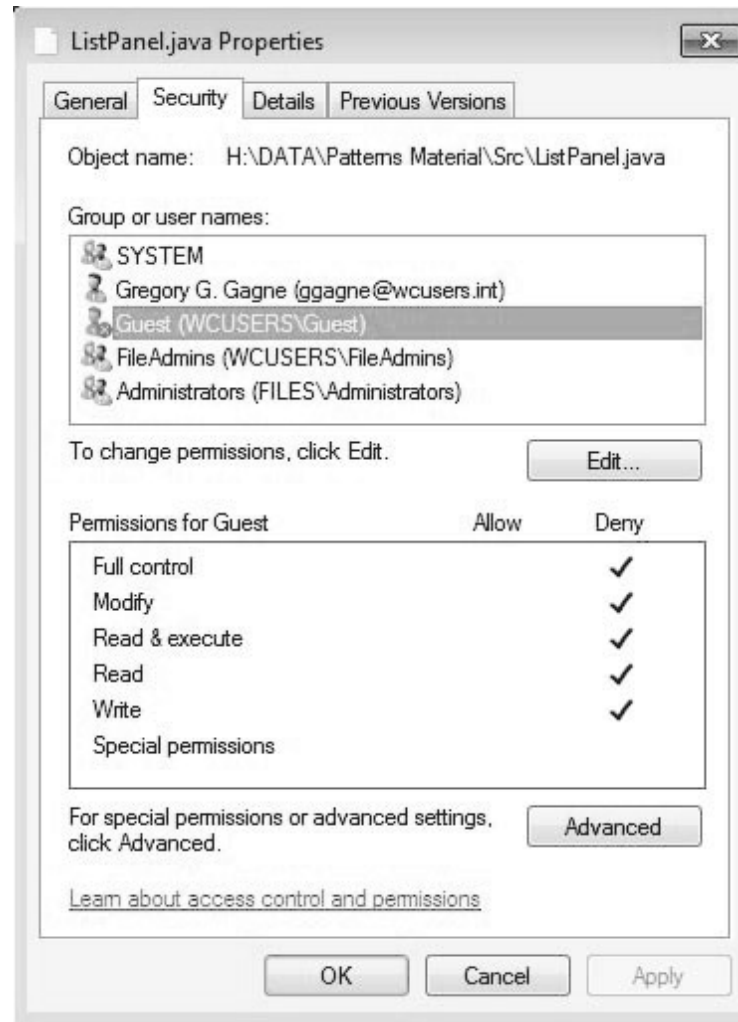 ListPanel.java Properties
General Security Details Previous Versions
Object name: H:\DATA\Patterns Material\Src\ListPanel.java
Group or user names:
SYSTEM
Gregory G. Gagne (ggagne@wcusers.int)
Guest (WCUSERS\Guest)
FileAdmins (WCUSERS\FileAdmins)
Administrators (FILES\Administrators)
To change permissions, click Edit.
Edit...
Permissions for Guest Allow Deny
Full control
Modify
Read & execute
Read
Write
Special permissions
For special permissions or advanced settings,
click Advanced.
Advanced
Learn about access control and permissions
OK Cancel Apply